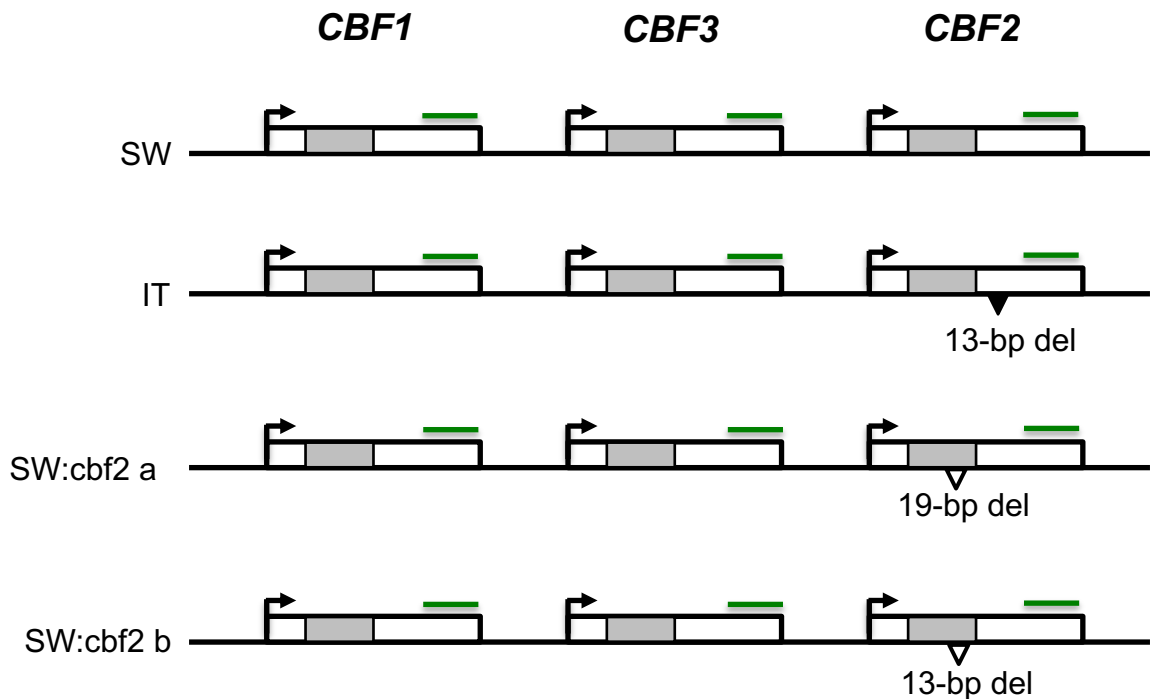 CBF1 CBF3 CBF2
SW
IT
13-bp del
SW:cbf2 a
19-bp del
SW:cbf2 b
13-bp del